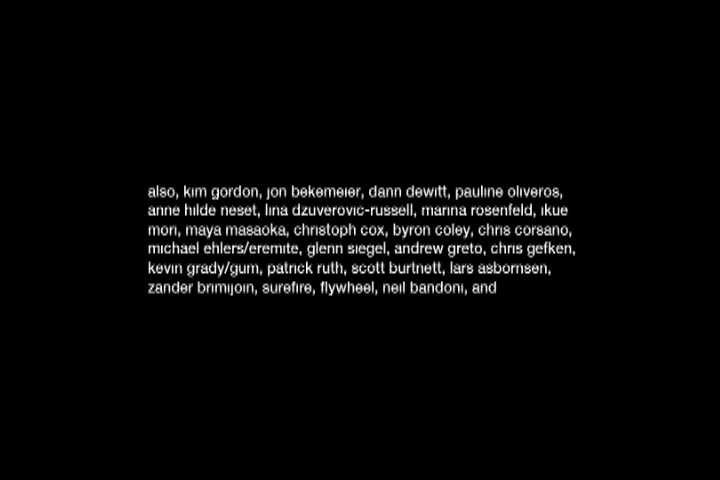 also, kim gordon, jon bekemeier, dann dewitt, pauline oliveros,
anne hilde neset, lina dzuverovic-russell, marina rosenfeld, ikue
mori, maya masaoka, christoph cox, byron coley, chris corsano,
michael ehlers/eremite, glenn siegel, andrew greto, chris gefken,
kevin grady/gum, patrick ruth, scott burtnett, lars asbornsen,
zander brimijoin, surefire, flywheel, neil bandoni, and